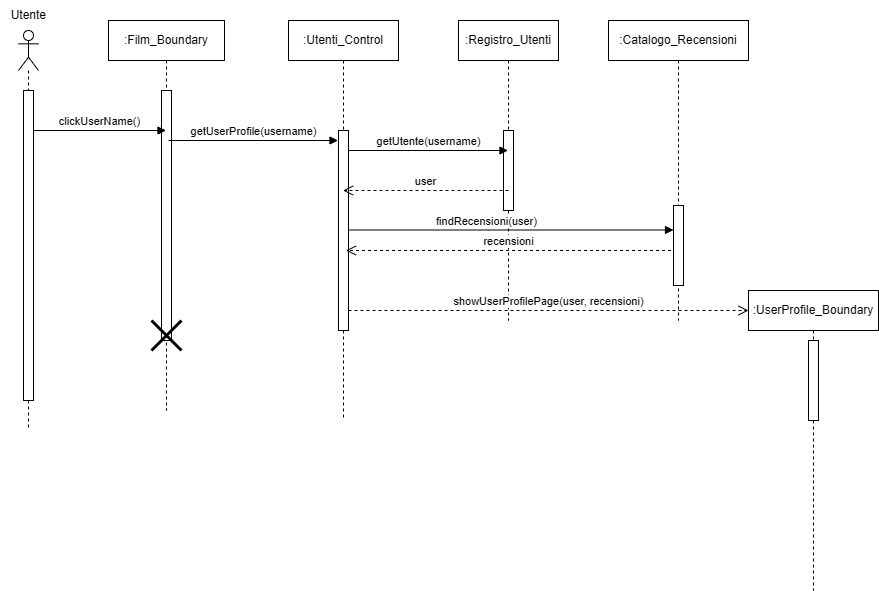 Utente
:Film_Boundary
:Utenti_Control
:Registro_Utenti
:Catalogo_Recensioni
clickUserName()
getUserProfile(username)
getUtente(username)
user
findRecensioni(user)
recensioni
showUserProfilePage(user, recensioni)
:UserProfile_Boundary